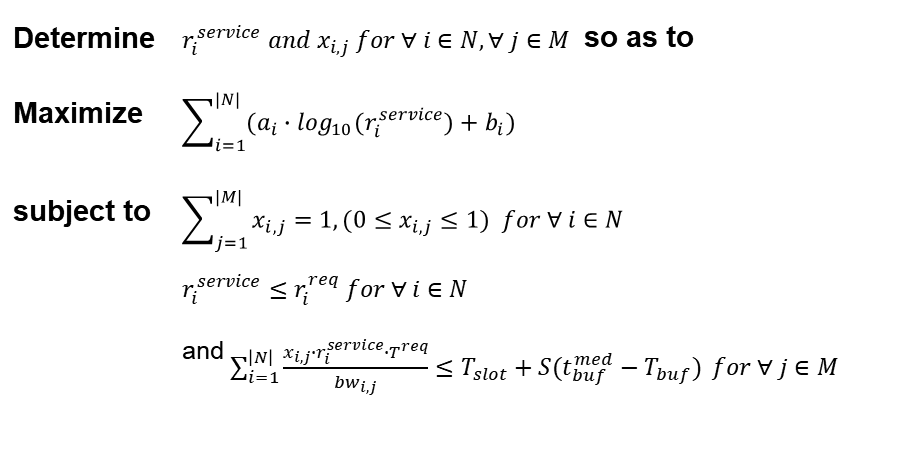 Determine r_i^{service} and x_{i,j} for ∀ i ∈ N, ∀ j ∈ M so as to
Maximize ∑_{i=1}^{|N|} (a_i · log_{10}(r_i^{service}) + b_i)
subject to ∑_{j=1}^{|M|} x_{i,j} = 1, (0 ≤ x_{i,j} ≤ 1) for ∀ i ∈ N
r_i^{service} ≤ r_i^{req} for ∀ i ∈ N
and ∑_{i=1}^{|N|} \frac{x_{i,j}·r_i^{service}·T^{req}}{bw_{i,j}} ≤ T_{slot} + S(t_{buf}^{med} − T_{buf}) for ∀ j ∈ M